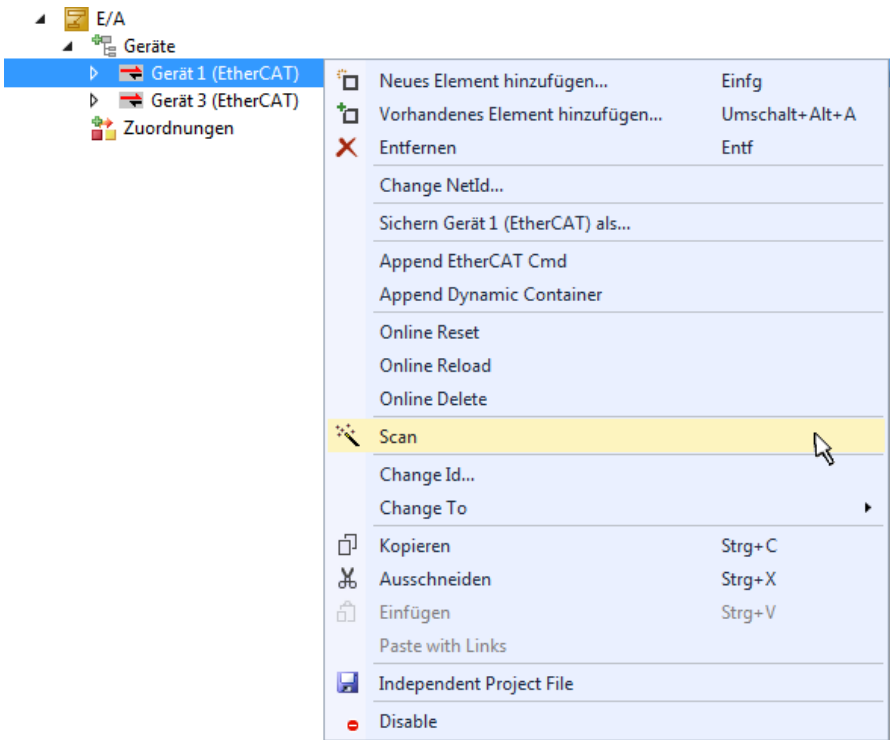 E/A
Geräte
Gerät 1 (EtherCAT)
Gerät 3 (EtherCAT)
Zuordnungen
Neues Element hinzufügen... Einfg
Vorhandenes Element hinzufügen... Umschalt+Alt+A
Entfernen Entf
Change NetId...
Sichern Gerät 1 (EtherCAT) als...
Append EtherCAT Cmd
Append Dynamic Container
Online Reset
Online Reload
Online Delete
Scan
Change Id...
Change To
Kopieren Strg+C
Ausschneiden Strg+X
Einfügen Strg+V
Paste with Links
Independent Project File
Disable